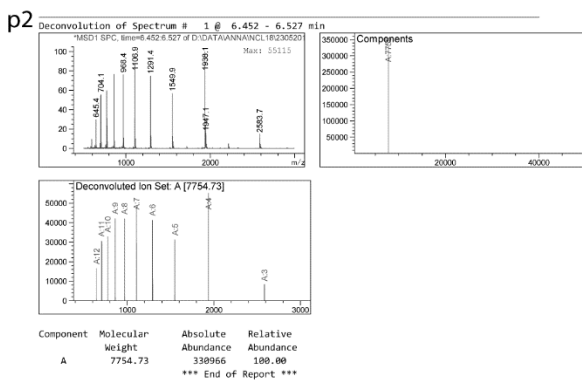 p2
Deconvolution of Spectrum # 1 @ 6.452 - 6.527 min
*MSD1 SPC, time=6.452:6.527 of D:\DATA\ANNA\NCL18\2305201
Max: 55115
100
80
60
40
20
0
645.4
704.1
968.4
1106.9
1291.4
1549.9
1938.1
1947.1
2583.7
1000
2000
m/z
Components
350000
300000
250000
200000
150000
100000
50000
A:775
20000
40000
Deconvoluted Ion Set: A [7754.73]
50000
40000
30000
20000
10000
0
A:12
A:11
A:10
A:9
A:8
A:7
A:6
A:5
A:4
A:3
1000
2000
3000
Component Molecular Absolute Relative
Weight Abundance Abundance
A 7754.73 330966 100.00
*** End of Report ***